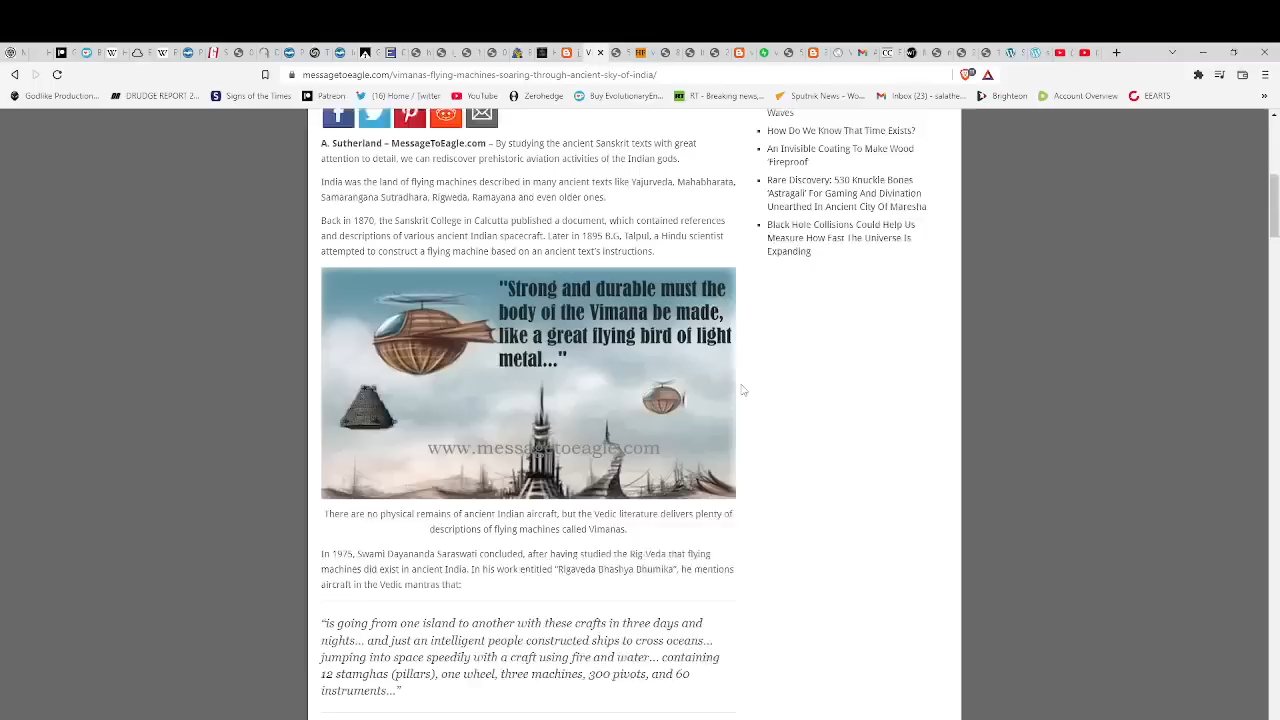 messagetoeagle.com/vimanas-flying-machines-soaring-through-ancient-sky-of-india/
Godlike Production...
DRUDGE REPORT 2...
Signs of the Times
Patreon
(16) Home / Twitter
YouTube
Zerohedge
Buy EvolutionaryEn...
RT - Breaking news,...
Sputnik News – Wo...
Inbox (23) - salathe...
Brighteon
Account Overview
EEARTS
A. Sutherland – MessageToEagle.com – By studying the ancient Sanskrit texts with great
attention to detail, we can rediscover prehistoric aviation activities of the Indian gods.
India was the land of flying machines described in many ancient texts like Yajurveda, Mahabharata,
Samarangana Sutradhara, Rigweda, Ramayana and even older ones.
Back in 1870, the Sanskrit College in Calcutta published a document, which contained references
and descriptions of various ancient Indian spacecraft. Later in 1895 B.G, Talpul, a Hindu scientist
attempted to construct a flying machine based on an ancient text's instructions.
"Strong and durable must the
body of the Vimana be made,
like a great flying bird of light
metal..."
www.messagetoeagle.com
There are no physical remains of ancient Indian aircraft, but the Vedic literature delivers plenty of
descriptions of flying machines called Vimanas.
In 1975, Swami Dayananda Saraswati concluded, after having studied the Rig-Veda that flying
machines did exist in ancient India. In his work entitled "Rigaveda Bhashya Bhumika", he mentions
aircraft in the Vedic mantras that:
"is going from one island to another with these crafts in three days and
nights... and just an intelligent people constructed ships to cross oceans...
jumping into space speedily with a craft using fire and water... containing
12 stamghas (pillars), one wheel, three machines, 300 pivots, and 60
instruments..."
Waves
How Do We Know That Time Exists?
An Invisible Coating To Make Wood
'Fireproof'
Rare Discovery: 530 Knuckle Bones
'Astragali' For Gaming And Divination
Unearthed In Ancient City Of Maresha
Black Hole Collisions Could Help Us
Measure How Fast The Universe Is
Expanding